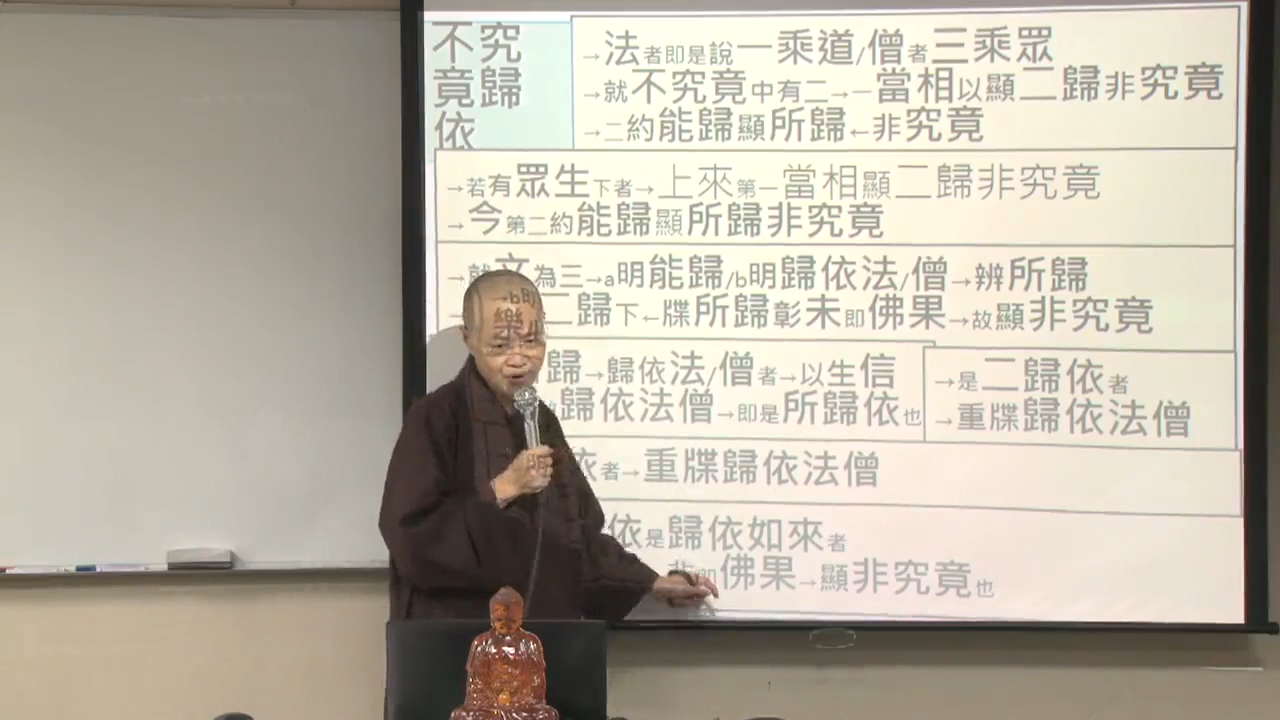 不究
竟歸
依
→法者即是說一乘道/僧者三乘眾
→就不究竟中有二→一當相以顯二歸非究竟
→二約能歸顯所歸←非究竟
→若有眾生下者→上來第一當相顯二歸非究竟
→今第二約能歸顯所歸非究竟
→就文為三→a明能歸/b明歸依法/僧→辨所歸
二歸下←牒所歸彰未即佛果→故顯非究竟
歸→歸依法/僧者→以生信
歸依法僧→即是所歸依也
→是二歸依者
→重牒歸依法僧
依者→重牒歸依法僧
依是歸依如來者
佛果→顯非究竟也
→b明
樂